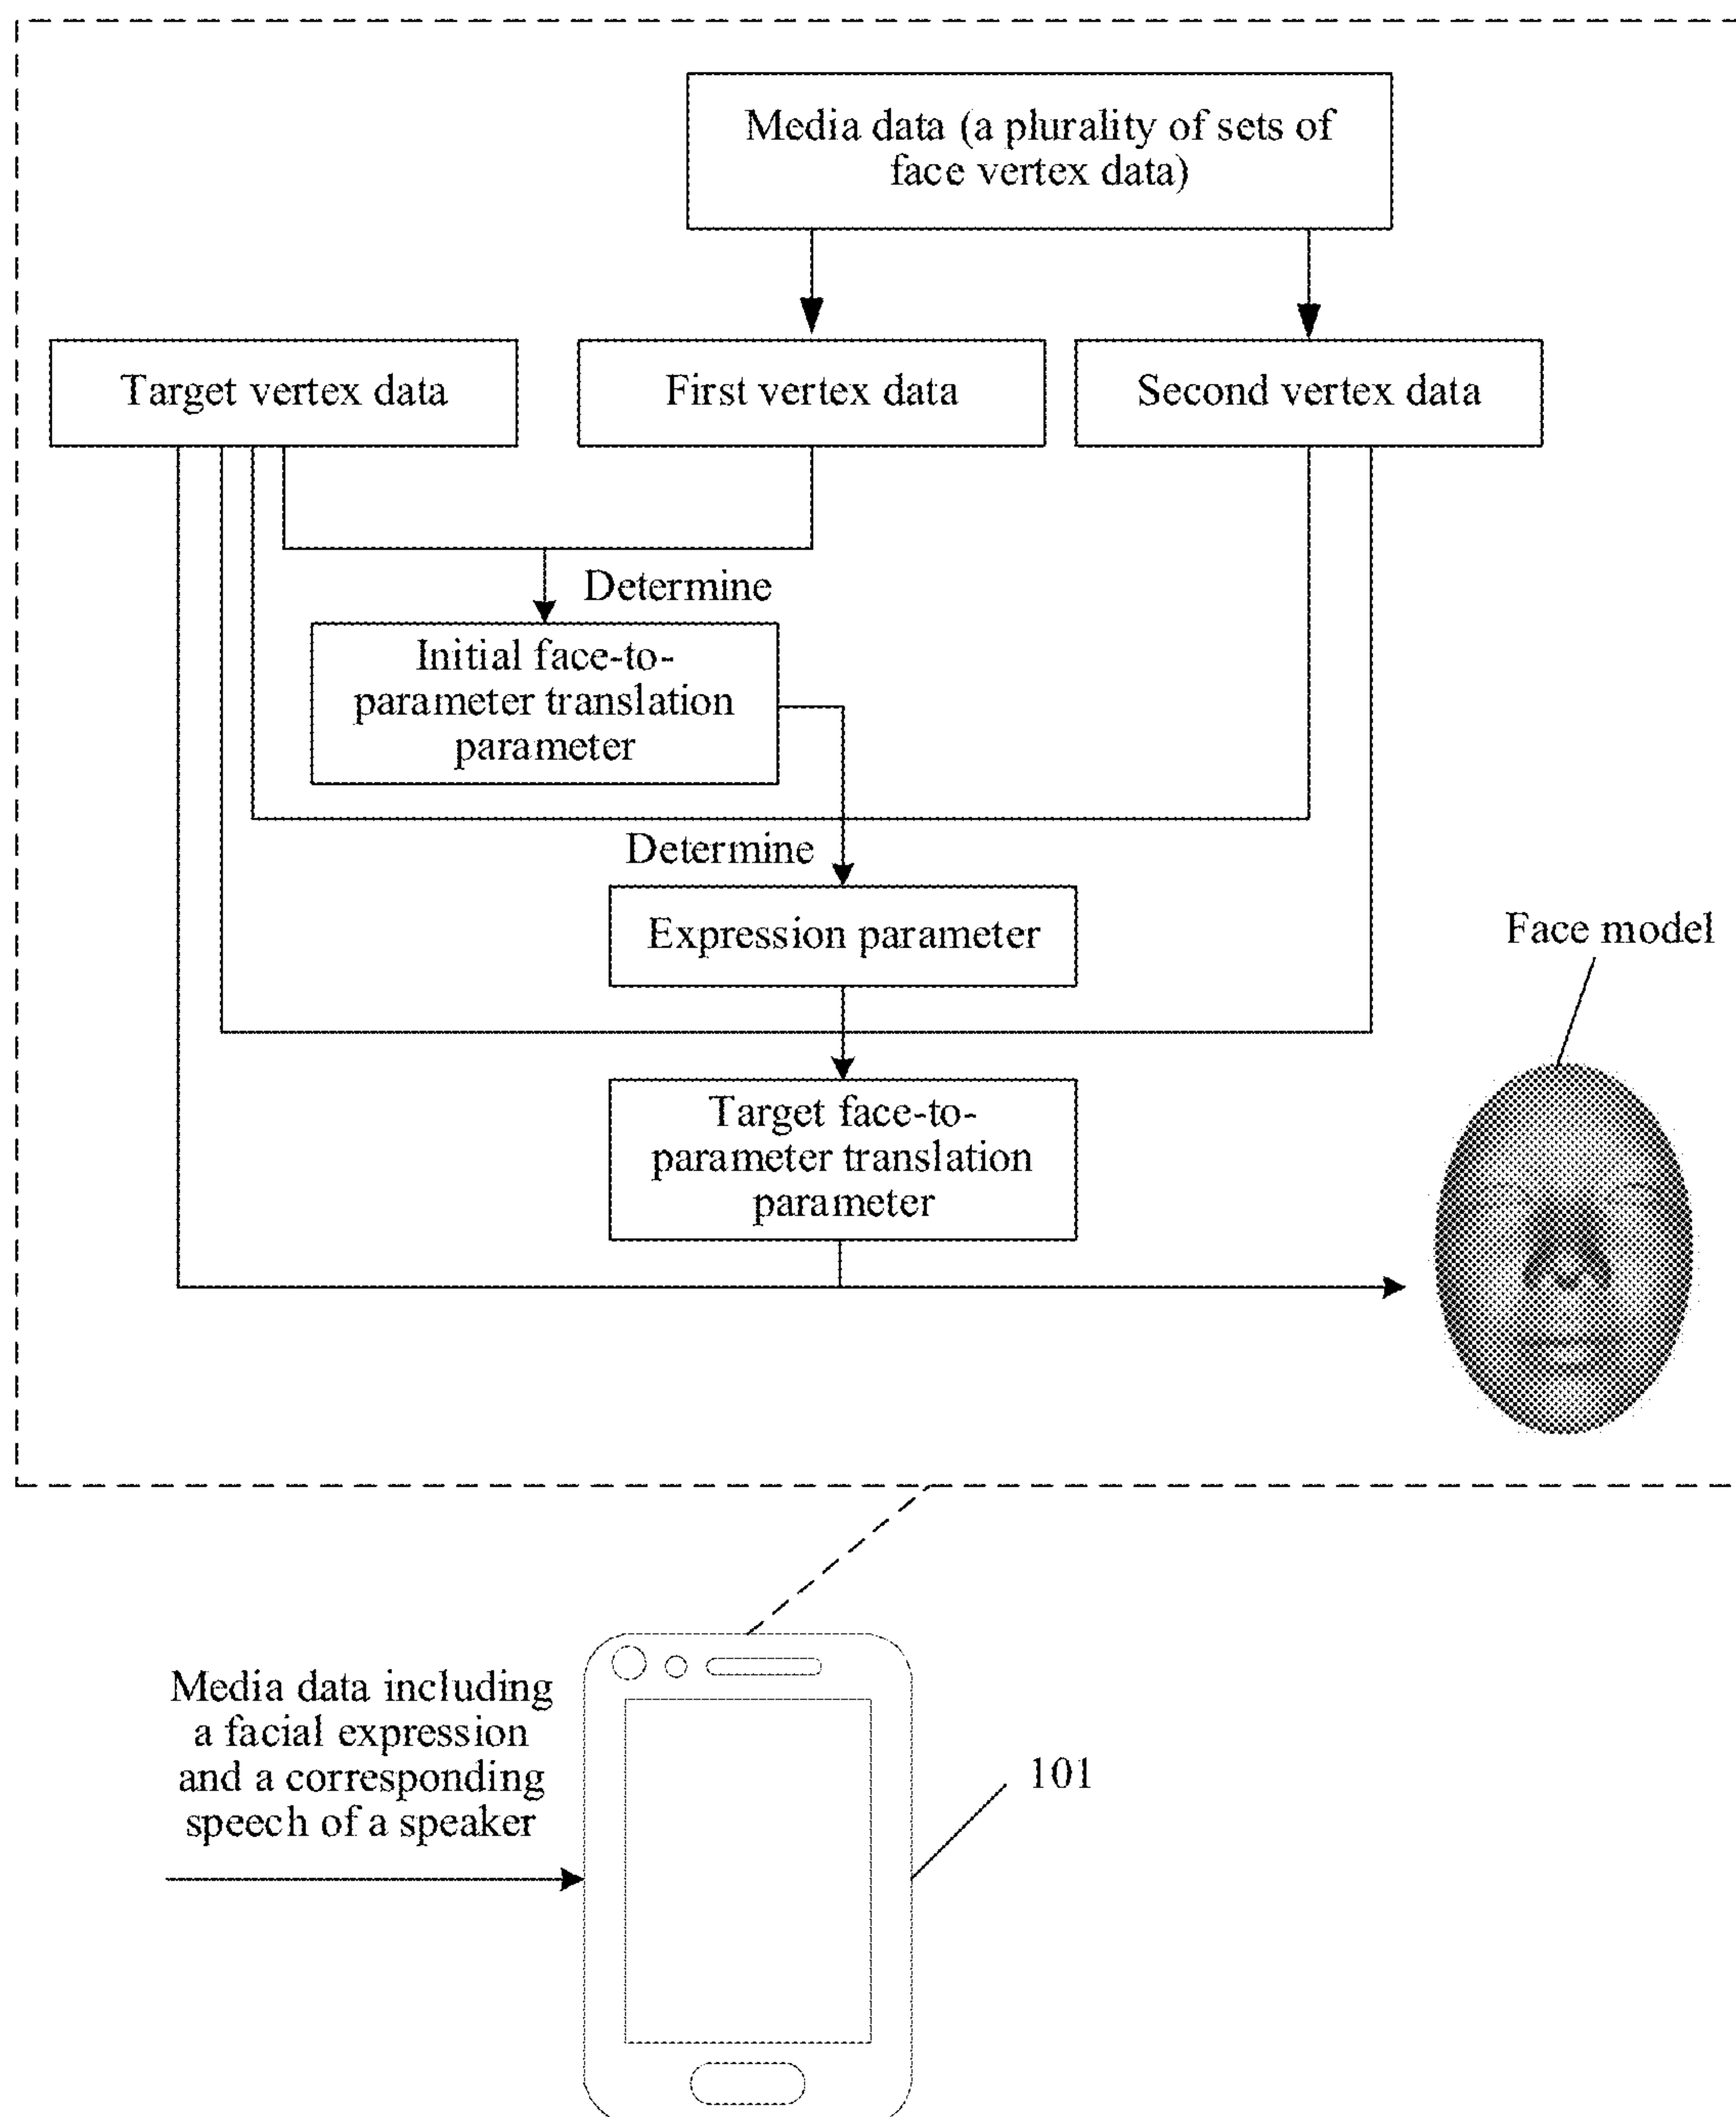 Media data (a plurality of sets of
face vertex data)
Target vertex data
First vertex data
Second vertex data
Determine
Initial face-to-
parameter translation
parameter
Determine
Expression parameter
Face model
Target face-to-
parameter translation
parameter
Media data including
a facial expression
and a corresponding
speech of a speaker
101